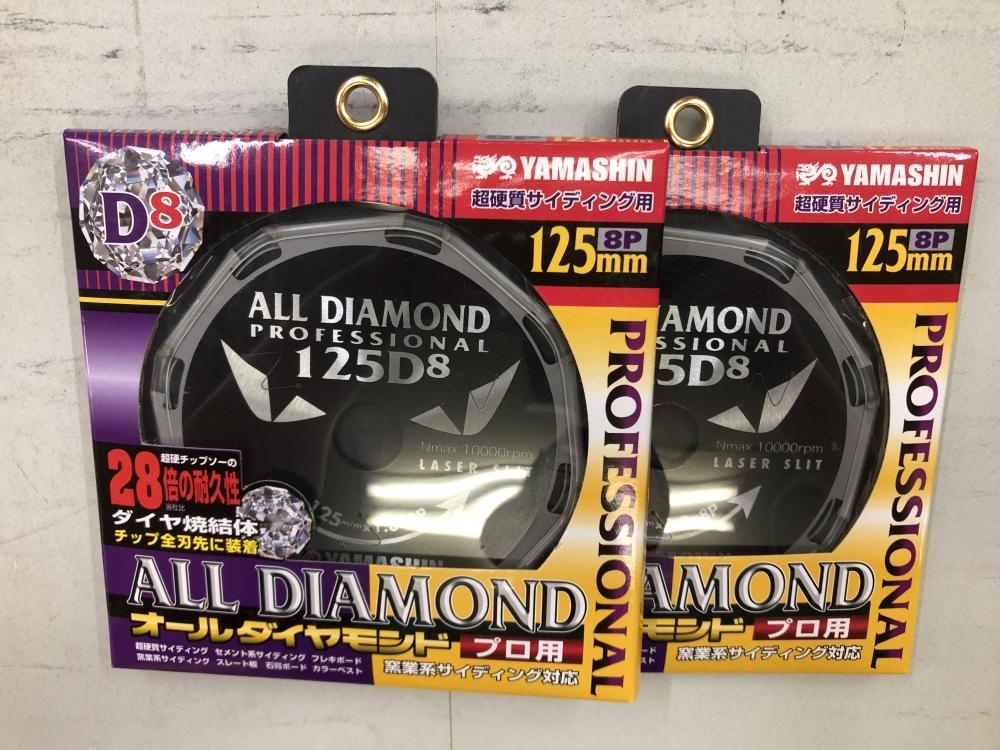 D8
YAMASHIN
超硬質サイディング用
125mm 8P
ALL DIAMOND
PROFESSIONAL
125D8
Nmax 10000rpm
LASER SLIT
YAMASHIN
超硬チップソーの
28倍の耐久性
当社比
ダイヤ焼結体
チップ全刃先に装着
PROFESSIONAL
ALL DIAMOND
オールダイヤモンド
プロ用
超硬質サイディング セメント系サイディング フレキボード
窯業系サイディング スレート板 石膏ボード カラーベスト
窯業系サイディング対応
YAMASHIN
超硬質サイディング用
125mm 8P
AMOND
SIONAL
5D8
Nmax 10000rpm
LASER SLIT
PROFESSIONAL
AMOND
モンド
プロ用
窯業系サイディング対応